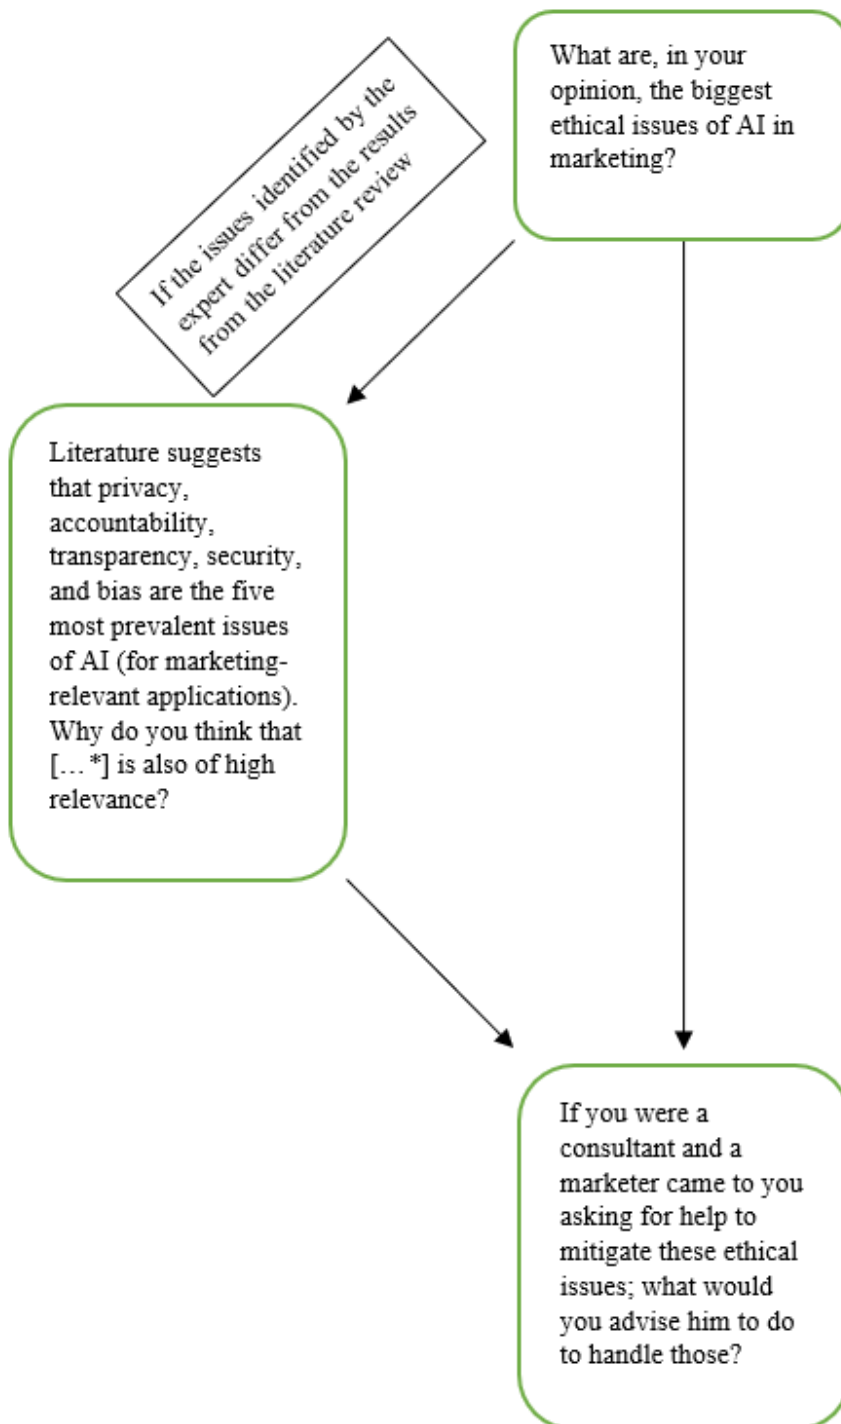 What are, in your
opinion, the biggest
ethical issues of AI in
marketing?
If the issues identified by the
expert differ from the results
from the literature review
Literature suggests
that privacy,
accountability,
transparency, security,
and bias are the five
most prevalent issues
of AI (for marketing-
relevant applications).
Why do you think that
[… *] is also of high
relevance?
If you were a
consultant and a
marketer came to you
asking for help to
mitigate these ethical
issues; what would
you advise him to do
to handle those?